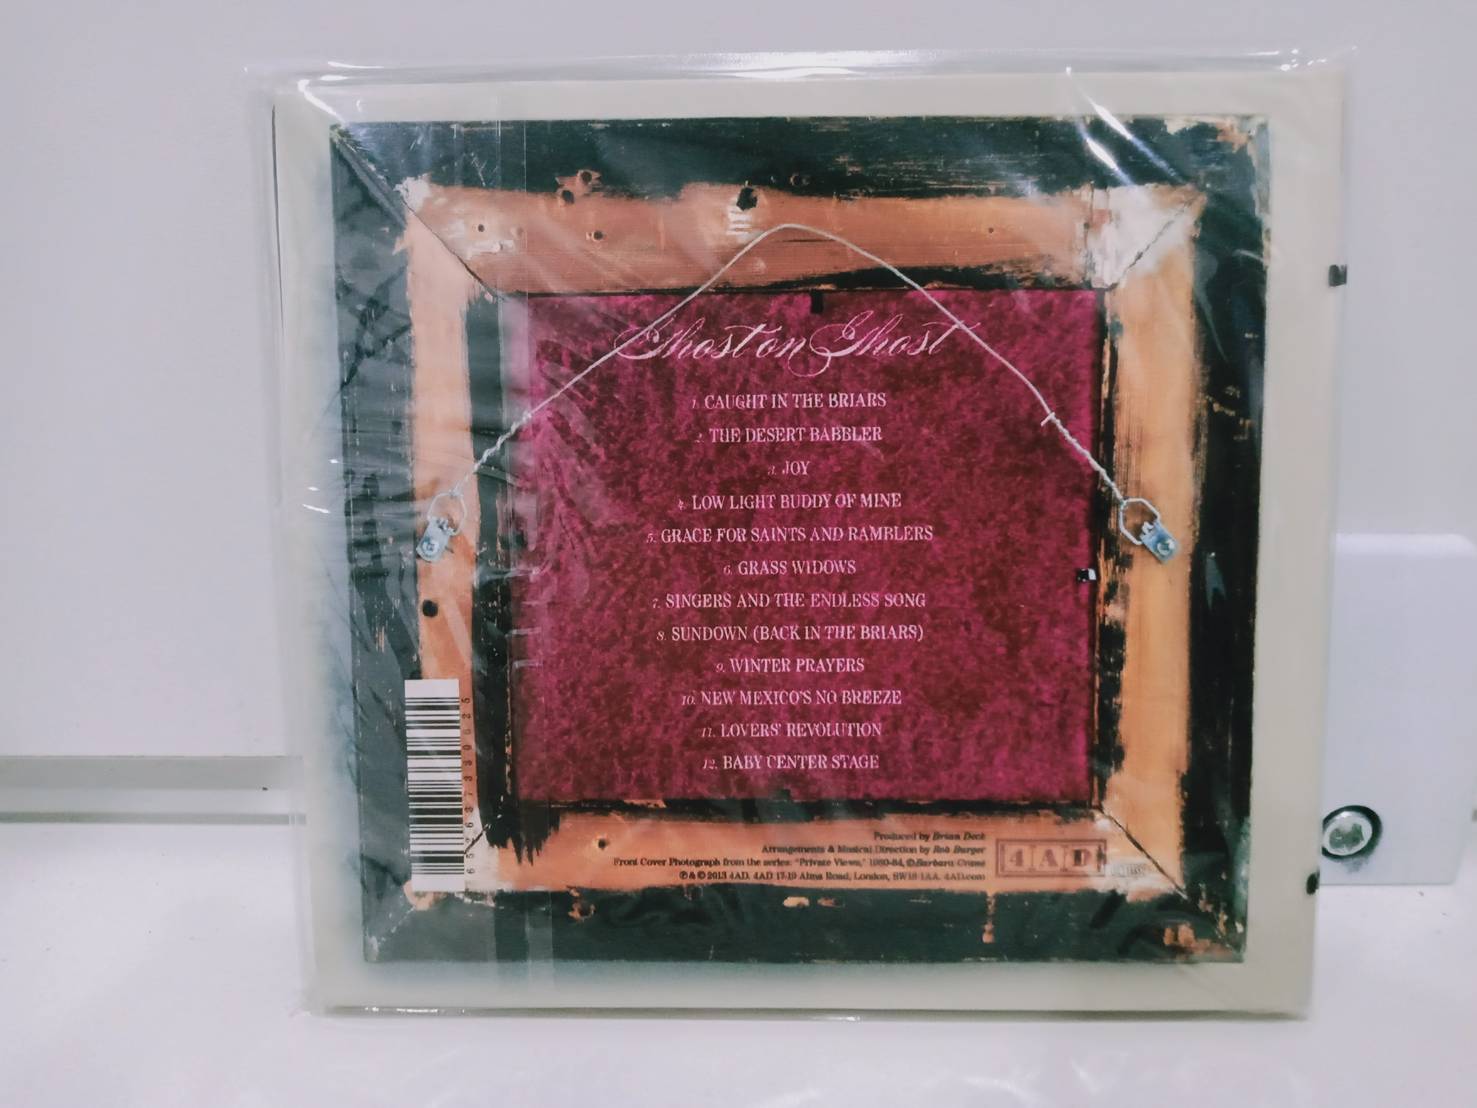 Ghost on Ghost
1. CAUGHT IN THE BRIARS
2. THE DESERT BABBLER
3. JOY
4. LOW LIGHT BUDDY OF MINE
5. GRACE FOR SAINTS AND RAMBLERS
6. GRASS WIDOWS
7. SINGERS AND THE ENDLESS SONG
8. SUNDOWN (BACK IN THE BRIARS)
9. WINTER PRAYERS
10. NEW MEXICO'S NO BREEZE
11. LOVERS' REVOLUTION
12. BABY CENTER STAGE
Produced by Brian Deck
Arrangements & Musical Direction by Rob Burger
Front Cover Photograph from the series: "Private Views," 1980-84, © Barbara Crane
℗ & © 2013 4AD. 4AD 17-19 Alma Road, London, SW18 1AA. 4AD.com
4AD